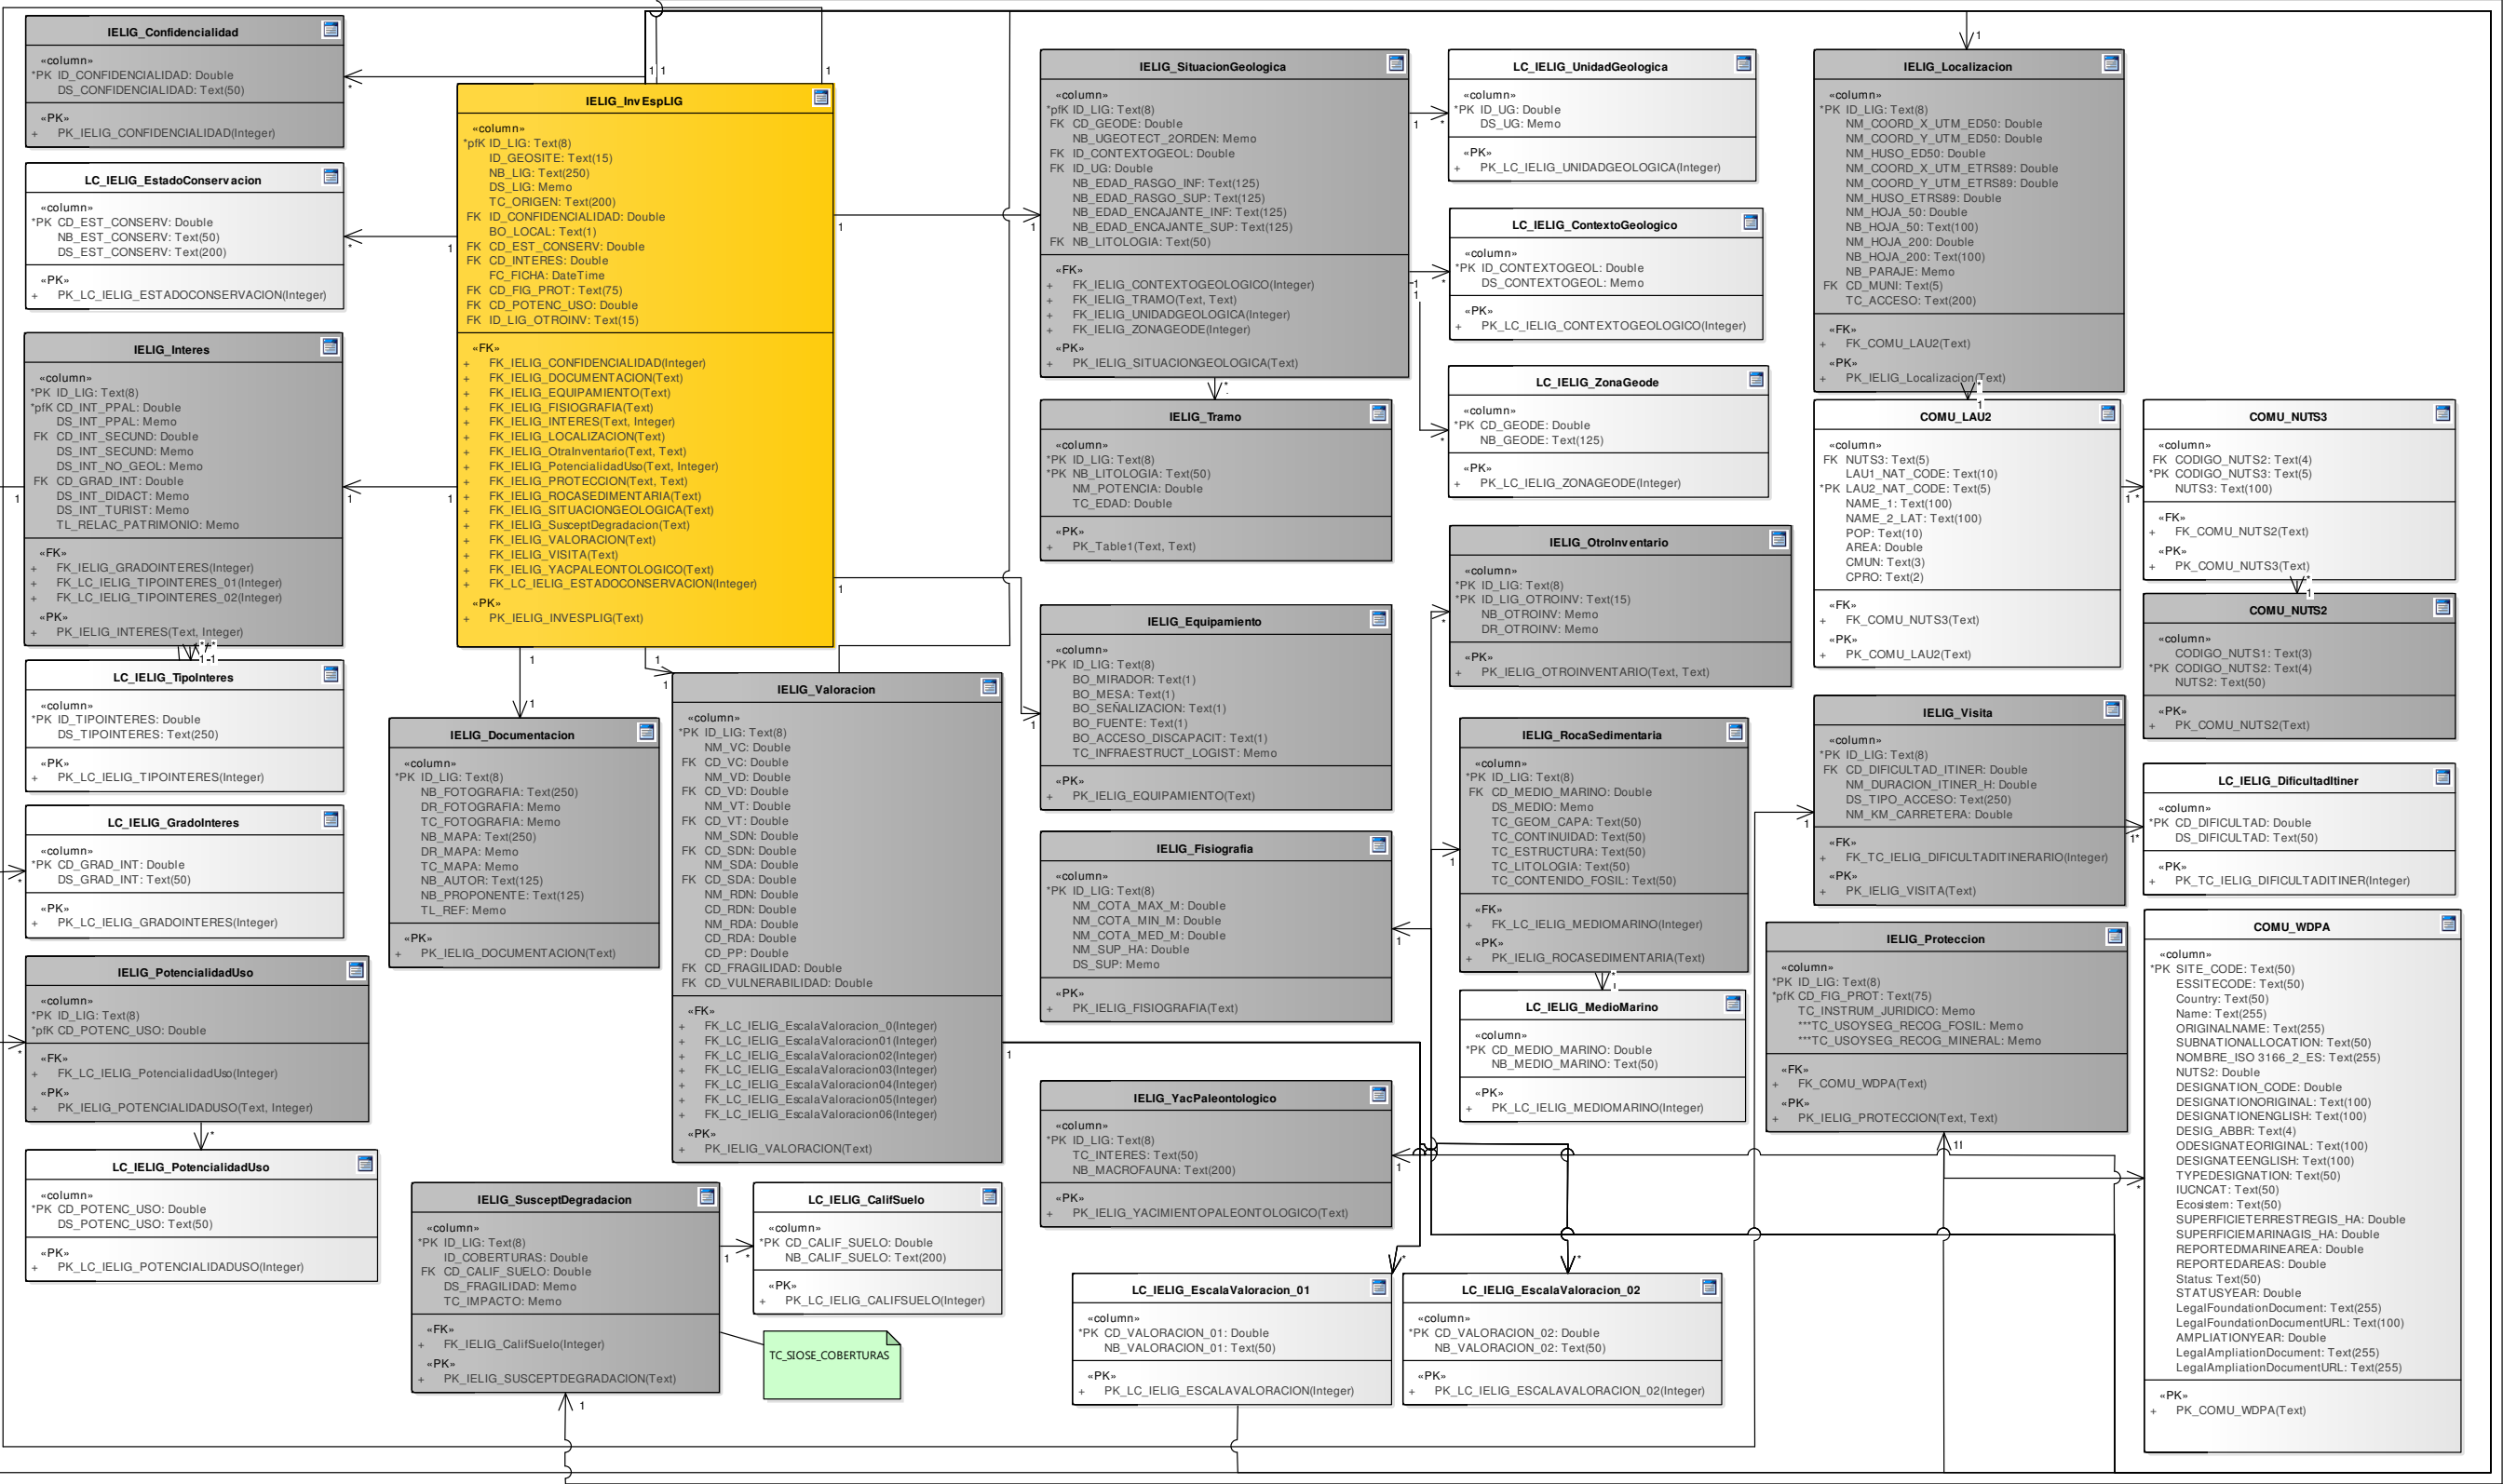 IELIG_Confidencialidad
«column»
*PK ID_CONFIDENCIALIDAD: Double
DS_CONFIDENCIALIDAD: Text(50)
«PK»
+ PK_IELIG_CONFIDENCIALIDAD(Integer)
LC_IELIG_EstadoConservacion
«column»
*PK CD_EST_CONSERV: Double
NB_EST_CONSERV: Text(50)
DS_EST_CONSERV: Text(200)
«PK»
+ PK_LC_IELIG_ESTADOCONSERVACION(Integer)
IELIG_Interes
«column»
*PK ID_LIG: Text(8)
*pfK CD_INT_PPAL: Double
DS_INT_PPAL: Memo
FK CD_INT_SECUND: Double
DS_INT_SECUND: Memo
DS_INT_NO_GEOL: Memo
FK CD_GRAD_INT: Double
DS_INT_DIDACT: Memo
DS_INT_TURIST: Memo
TL_RELAC_PATRIMONIO: Memo
«FK»
+ FK_IELIG_GRADOINTERES(Integer)
+ FK_LC_IELIG_TIPOINTERES_01(Integer)
+ FK_LC_IELIG_TIPOINTERES_02(Integer)
«PK»
+ PK_IELIG_INTERES(Text, Integer)
LC_IELIG_TipoInteres
«column»
*PK ID_TIPOINTERES: Double
DS_TIPOINTERES: Text(250)
«PK»
+ PK_LC_IELIG_TIPOINTERES(Integer)
LC_IELIG_GradoInteres
«column»
*PK CD_GRAD_INT: Double
DS_GRAD_INT: Text(50)
«PK»
+ PK_LC_IELIG_GRADOINTERES(Integer)
IELIG_PotencialidadUso
«column»
*PK ID_LIG: Text(8)
*pfK CD_POTENC_USO: Double
«FK»
+ FK_LC_IELIG_PotencialidadUso(Integer)
«PK»
+ PK_IELIG_POTENCIALIDADUSO(Text, Integer)
LC_IELIG_PotencialidadUso
«column»
*PK CD_POTENC_USO: Double
DS_POTENC_USO: Text(50)
«PK»
+ PK_LC_IELIG_POTENCIALIDADUSO(Integer)
IELIG_InvEspLIG
«column»
*pfK ID_LIG: Text(8)
ID_GEOSITE: Text(15)
NB_LIG: Text(250)
DS_LIG: Memo
TC_ORIGEN: Text(200)
FK ID_CONFIDENCIALIDAD: Double
BO_LOCAL: Text(1)
FK CD_EST_CONSERV: Double
FK CD_INTERES: Double
FC_FICHA: DateTime
FK CD_FIG_PROT: Text(75)
FK CD_POTENC_USO: Double
FK ID_LIG_OTROINV: Text(15)
«FK»
+ FK_IELIG_CONFIDENCIALIDAD(Integer)
+ FK_IELIG_DOCUMENTACION(Text)
+ FK_IELIG_EQUIPAMIENTO(Text)
+ FK_IELIG_FISIOGRAFIA(Text)
+ FK_IELIG_INTERES(Text, Integer)
+ FK_IELIG_LOCALIZACION(Text)
+ FK_IELIG_OtraInventario(Text, Text)
+ FK_IELIG_PotencialidadUso(Text, Integer)
+ FK_IELIG_PROTECCION(Text, Text)
+ FK_IELIG_ROCASEDIMENTARIA(Text)
+ FK_IELIG_SITUACIONGEOLOGICA(Text)
+ FK_IELIG_SusceptDegradacion(Text)
+ FK_IELIG_VALORACION(Text)
+ FK_IELIG_VISITA(Text)
+ FK_IELIG_YACPALEONTOLOGICO(Text)
+ FK_LC_IELIG_ESTADOCONSERVACION(Integer)
«PK»
+ PK_IELIG_INVESPLIG(Text)
IELIG_Documentacion
«column»
*PK ID_LIG: Text(8)
NB_FOTOGRAFIA: Text(250)
DR_FOTOGRAFIA: Memo
TC_FOTOGRAFIA: Memo
NB_MAPA: Text(250)
DR_MAPA: Memo
TC_MAPA: Memo
NB_AUTOR: Text(125)
NB_PROPONENTE: Text(125)
TL_REF: Memo
«PK»
+ PK_IELIG_DOCUMENTACION(Text)
IELIG_Valoracion
«column»
*PK ID_LIG: Text(8)
NM_VC: Double
FK CD_VC: Double
NM_VD: Double
FK CD_VD: Double
NM_VT: Double
FK CD_VT: Double
NM_SDN: Double
FK CD_SDN: Double
NM_SDA: Double
FK CD_SDA: Double
NM_RDN: Double
CD_RDN: Double
NM_RDA: Double
CD_RDA: Double
CD_PP: Double
FK CD_FRAGILIDAD: Double
FK CD_VULNERABILIDAD: Double
«FK»
+ FK_LC_IELIG_EscalaValoracion_0(Integer)
+ FK_LC_IELIG_EscalaValoracion01(Integer)
+ FK_LC_IELIG_EscalaValoracion02(Integer)
+ FK_LC_IELIG_EscalaValoracion03(Integer)
+ FK_LC_IELIG_EscalaValoracion04(Integer)
+ FK_LC_IELIG_EscalaValoracion05(Integer)
+ FK_LC_IELIG_EscalaValoracion06(Integer)
«PK»
+ PK_IELIG_VALORACION(Text)
IELIG_SusceptDegradacion
«column»
*PK ID_LIG: Text(8)
ID_COBERTURAS: Double
FK CD_CALIF_SUELO: Double
DS_FRAGILIDAD: Memo
TC_IMPACTO: Memo
«FK»
+ FK_IELIG_CalifSuelo(Integer)
«PK»
+ PK_IELIG_SUSCEPTDEGRADACION(Text)
LC_IELIG_CalifSuelo
«column»
*PK CD_CALIF_SUELO: Double
NB_CALIF_SUELO: Text(200)
«PK»
+ PK_LC_IELIG_CALIFSUELO(Integer)
TC_SIOSE_COBERTURAS
IELIG_SituacionGeologica
«column»
*pfK ID_LIG: Text(8)
FK CD_GEODE: Double
NB_UGEOTECT_2ORDEN: Memo
FK ID_CONTEXTOGEOL: Double
FK ID_UG: Double
NB_EDAD_RASGO_INF: Text(125)
NB_EDAD_RASGO_SUP: Text(125)
NB_EDAD_ENCAJANTE_INF: Text(125)
NB_EDAD_ENCAJANTE_SUP: Text(125)
FK NB_LITOLOGIA: Text(50)
«FK»
+ FK_IELIG_CONTEXTOGEOLOGICO(Integer)
+ FK_IELIG_TRAMO(Text, Text)
+ FK_IELIG_UNIDADGEOLOGICA(Integer)
+ FK_IELIG_ZONAGEODE(Integer)
«PK»
+ PK_IELIG_SITUACIONGEOLOGICA(Text)
IELIG_Tramo
«column»
*PK ID_LIG: Text(8)
*PK NB_LITOLOGIA: Text(50)
NM_POTENCIA: Double
TC_EDAD: Double
«PK»
+ PK_Table1(Text, Text)
IELIG_Equipamiento
«column»
*PK ID_LIG: Text(8)
BO_MIRADOR: Text(1)
BO_MESA: Text(1)
BO_SEÑALIZACION: Text(1)
BO_FUENTE: Text(1)
BO_ACCESO_DISCAPACIT: Text(1)
TC_INFRAESTRUCT_LOGIST: Memo
«PK»
+ PK_IELIG_EQUIPAMIENTO(Text)
IELIG_Fisiografia
«column»
*PK ID_LIG: Text(8)
NM_COTA_MAX_M: Double
NM_COTA_MIN_M: Double
NM_COTA_MED_M: Double
NM_SUP_HA: Double
DS_SUP: Memo
«PK»
+ PK_IELIG_FISIOGRAFIA(Text)
IELIG_YacPaleontologico
«column»
*PK ID_LIG: Text(8)
TC_INTERES: Text(50)
NB_MACROFAUNA: Text(200)
«PK»
+ PK_IELIG_YACIMIENTOPALEONTOLOGICO(Text)
LC_IELIG_EscalaValoracion_01
«column»
*PK CD_VALORACION_01: Double
NB_VALORACION_01: Text(50)
«PK»
+ PK_LC_IELIG_ESCALAVALORACION(Integer)
LC_IELIG_EscalaValoracion_02
«column»
*PK CD_VALORACION_02: Double
NB_VALORACION_02: Text(50)
«PK»
+ PK_LC_IELIG_ESCALAVALORACION_02(Integer)
LC_IELIG_UnidadGeologica
«column»
*PK ID_UG: Double
DS_UG: Memo
«PK»
+ PK_LC_IELIG_UNIDADGEOLOGICA(Integer)
LC_IELIG_ContextoGeologico
«column»
*PK ID_CONTEXTOGEOL: Double
DS_CONTEXTOGEOL: Memo
«PK»
+ PK_LC_IELIG_CONTEXTOGEOLOGICO(Integer)
LC_IELIG_ZonaGeode
«column»
*PK CD_GEODE: Double
NB_GEODE: Text(125)
«PK»
+ PK_LC_IELIG_ZONAGEODE(Integer)
IELIG_OtroInventario
«column»
*PK ID_LIG: Text(8)
*PK ID_LIG_OTROINV: Text(15)
NB_OTROINV: Memo
DR_OTROINV: Memo
«PK»
+ PK_IELIG_OTROINVENTARIO(Text, Text)
IELIG_RocaSedimentaria
«column»
*PK ID_LIG: Text(8)
FK CD_MEDIO_MARINO: Double
DS_MEDIO: Memo
TC_GEOM_CAPA: Text(50)
TC_CONTINUIDAD: Text(50)
TC_ESTRUCTURA: Text(50)
TC_LITOLOGIA: Text(50)
TC_CONTENIDO_FOSIL: Text(50)
«FK»
+ FK_LC_IELIG_MEDIOMARINO(Integer)
«PK»
+ PK_IELIG_ROCASEDIMENTARIA(Text)
LC_IELIG_MedioMarino
«column»
*PK CD_MEDIO_MARINO: Double
NB_MEDIO_MARINO: Text(50)
«PK»
+ PK_LC_IELIG_MEDIOMARINO(Integer)
IELIG_Localizacion
«column»
*PK ID_LIG: Text(8)
NM_COORD_X_UTM_ED50: Double
NM_COORD_Y_UTM_ED50: Double
NM_HUSO_ED50: Double
NM_COORD_X_UTM_ETRS89: Double
NM_COORD_Y_UTM_ETRS89: Double
NM_HUSO_ETRS89: Double
NM_HOJA_50: Double
NB_HOJA_50: Text(100)
NM_HOJA_200: Double
NB_HOJA_200: Text(100)
NB_PARAJE: Memo
FK CD_MUNI: Text(5)
TC_ACCESO: Text(200)
«FK»
+ FK_COMU_LAU2(Text)
«PK»
+ PK_IELIG_Localizacion(Text)
COMU_LAU2
«column»
FK NUTS3: Text(5)
LAU1_NAT_CODE: Text(10)
*PK LAU2_NAT_CODE: Text(5)
NAME_1: Text(100)
NAME_2_LAT: Text(100)
POP: Text(10)
AREA: Double
CMUN: Text(3)
CPRO: Text(2)
«FK»
+ FK_COMU_NUTS3(Text)
«PK»
+ PK_COMU_LAU2(Text)
COMU_NUTS3
«column»
FK CODIGO_NUTS2: Text(4)
*PK CODIGO_NUTS3: Text(5)
NUTS3: Text(100)
«FK»
+ FK_COMU_NUTS2(Text)
«PK»
+ PK_COMU_NUTS3(Text)
COMU_NUTS2
«column»
CODIGO_NUTS1: Text(3)
*PK CODIGO_NUTS2: Text(4)
NUTS2: Text(50)
«PK»
+ PK_COMU_NUTS2(Text)
IELIG_Visita
«column»
*PK ID_LIG: Text(8)
FK CD_DIFICULTAD_ITINER: Double
NM_DURACION_ITINER_H: Double
DS_TIPO_ACCESO: Text(250)
NM_KM_CARRETERA: Double
«FK»
+ FK_TC_IELIG_DIFICULTADITINERARIO(Integer)
«PK»
+ PK_IELIG_VISITA(Text)
LC_IELIG_DificultadItiner
«column»
*PK CD_DIFICULTAD: Double
DS_DIFICULTAD: Text(50)
«PK»
+ PK_TC_IELIG_DIFICULTADITINER(Integer)
IELIG_Proteccion
«column»
*PK ID_LIG: Text(8)
*pfK CD_FIG_PROT: Text(75)
TC_INSTRUM_JURIDICO: Memo
***TC_USOYSEG_RECOG_FOSIL: Memo
***TC_USOYSEG_RECOG_MINERAL: Memo
«FK»
+ FK_COMU_WDPA(Text)
«PK»
+ PK_IELIG_PROTECCION(Text, Text)
COMU_WDPA
«column»
*PK SITE_CODE: Text(50)
ESSITECODE: Text(50)
Country: Text(50)
Name: Text(255)
ORIGINALNAME: Text(255)
SUBNATIONALLOCATION: Text(50)
NOMBRE_ISO 3166_2_ES: Text(255)
NUTS2: Double
DESIGNATION_CODE: Double
DESIGNATIONORIGINAL: Text(100)
DESIGNATIONENGLISH: Text(100)
DESIG_ABBR: Text(4)
ODESIGNATEORIGINAL: Text(100)
DESIGNATEENGLISH: Text(100)
TYPEDESIGNATION: Text(50)
IUCNCAT: Text(50)
Ecosistem: Text(50)
SUPERFICIETERRESTREGIS_HA: Double
SUPERFICIEMARINAGIS_HA: Double
REPORTEDMARINEAREA: Double
REPORTEDAREAS: Double
Status: Text(50)
STATUSYEAR: Double
LegalFoundationDocument: Text(255)
LegalFoundationDocumentURL: Text(100)
AMPLIATIONYEAR: Double
LegalAmpliationDocument: Text(255)
LegalAmpliationDocumentURL: Text(255)
«PK»
+ PK_COMU_WDPA(Text)